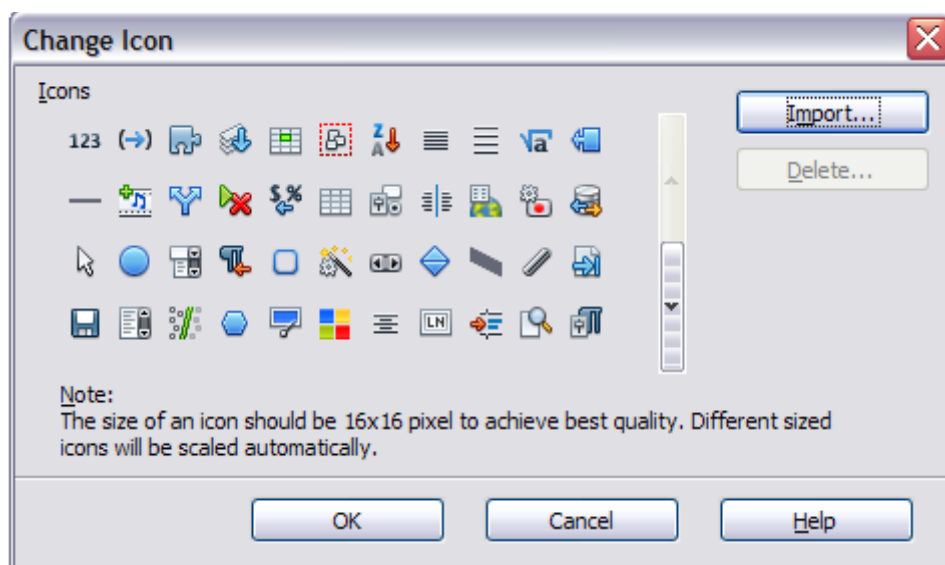 Change Icon
Icons
Import...
Delete...
123
Z
A
√a
$ %
LN
Note:
The size of an icon should be 16x16 pixel to achieve best quality. Different sized
icons will be scaled automatically.
OK
Cancel
Help